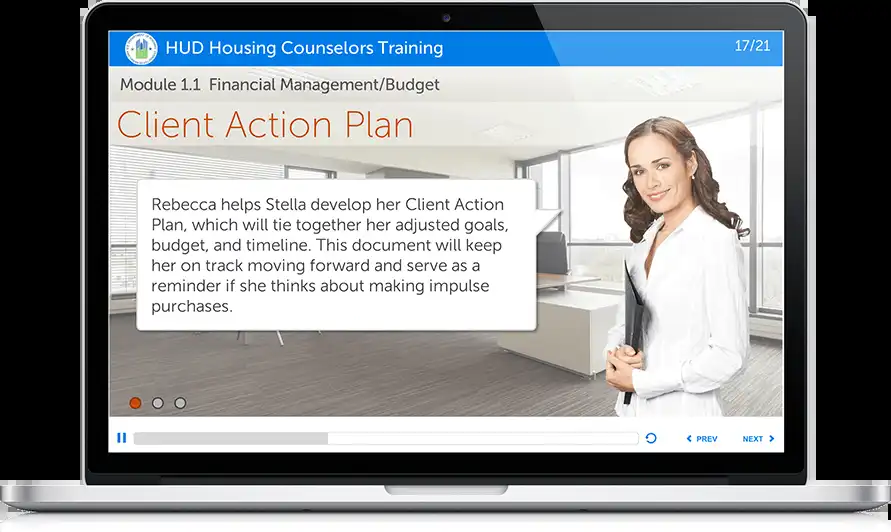 HUD Housing Counselors Training
17/21
Module 1.1 Financial Management/Budget
Client Action Plan
Rebecca helps Stella develop her Client Action
Plan, which will tie together her adjusted goals,
budget, and timeline. This document will keep
her on track moving forward and serve as a
reminder if she thinks about making impulse
purchases.
PREV
NEXT